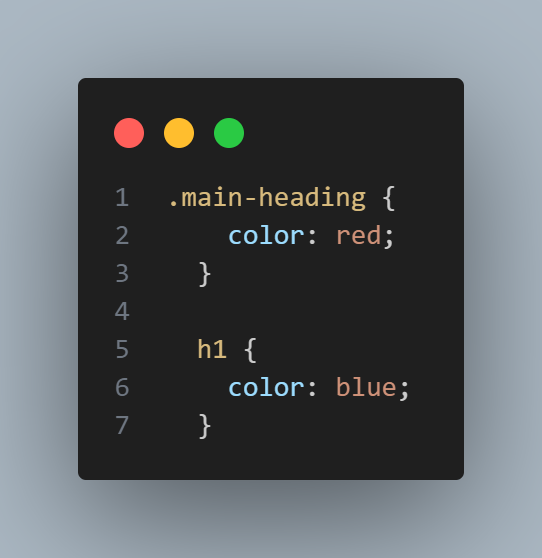 1 .main-heading {
2     color: red;
3   }
4
5   h1 {
6     color: blue;
7   }